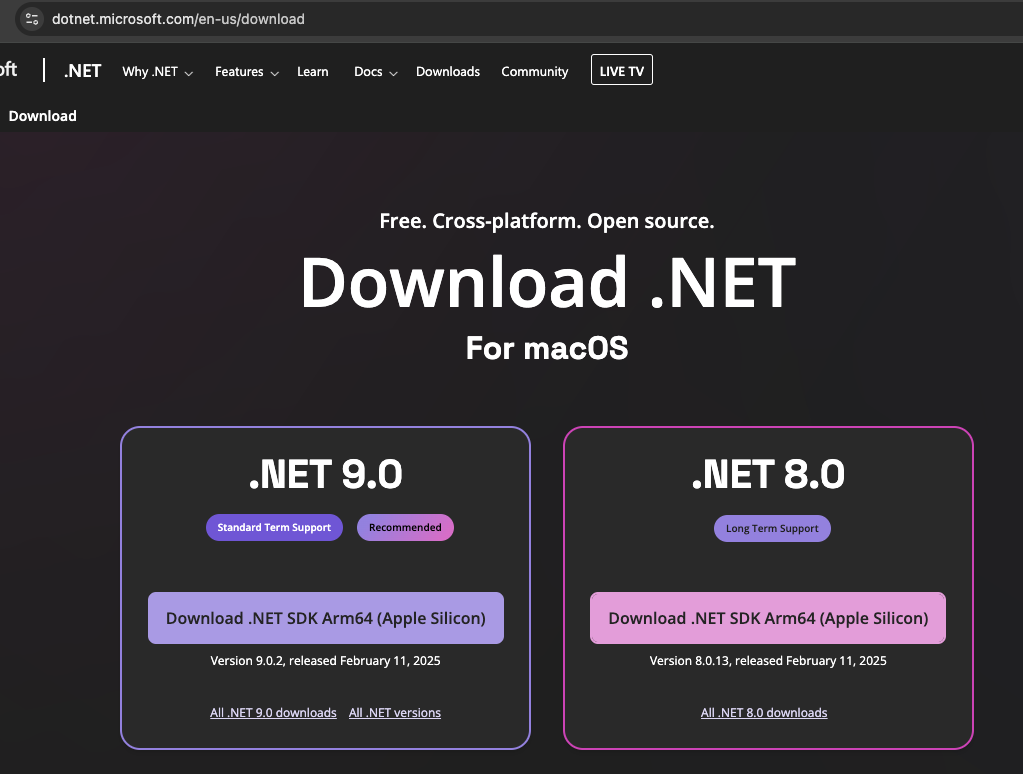 dotnet.microsoft.com/en-us/download
oft | .NET Why .NET Features Learn Docs Downloads Community LIVE TV
Download
Free. Cross-platform. Open source.
Download .NET
For macOS
.NET 9.0
Standard Term Support Recommended
Download .NET SDK Arm64 (Apple Silicon)
Version 9.0.2, released February 11, 2025
All .NET 9.0 downloads All .NET versions
.NET 8.0
Long Term Support
Download .NET SDK Arm64 (Apple Silicon)
Version 8.0.13, released February 11, 2025
All .NET 8.0 downloads